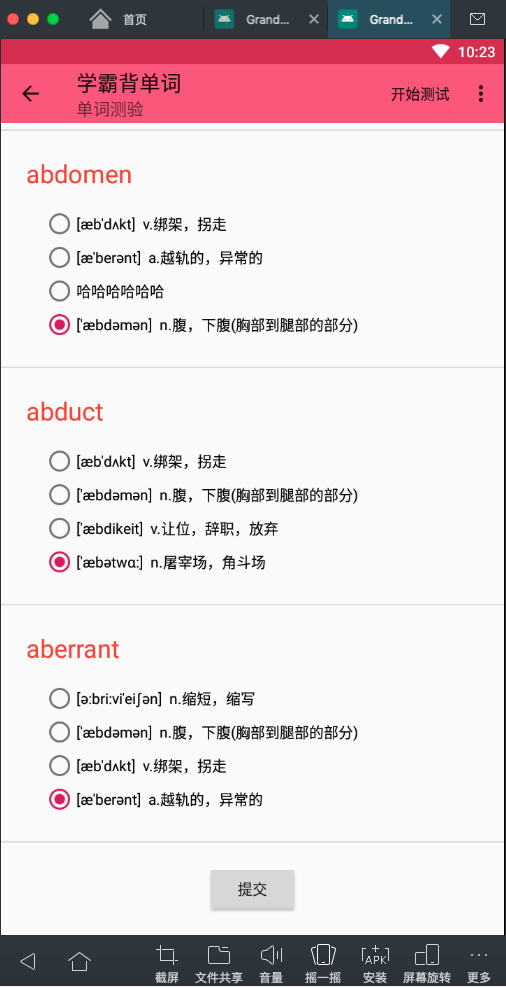 首页
Grand...
Grand...
10:23
学霸背单词
单词测验
开始测试
abdomen
[æb'dʌkt] v.绑架，拐走
[æ'berənt] a.越轨的，异常的
哈哈哈哈哈哈
['æbdəmən] n.腹，下腹(胸部到腿部的部分)
abduct
[æb'dʌkt] v.绑架，拐走
['æbdəmən] n.腹，下腹(胸部到腿部的部分)
['æbdikeit] v.让位，辞职，放弃
['æbətwɑ:] n.屠宰场，角斗场
aberrant
[ə:bri:vi'eiʃən] n.缩短，缩写
['æbdəmən] n.腹，下腹(胸部到腿部的部分)
[æb'dʌkt] v.绑架，拐走
[æ'berənt] a.越轨的，异常的
提交
APK
截屏
文件共享
音量
摇一摇
安装
屏幕旋转
更多